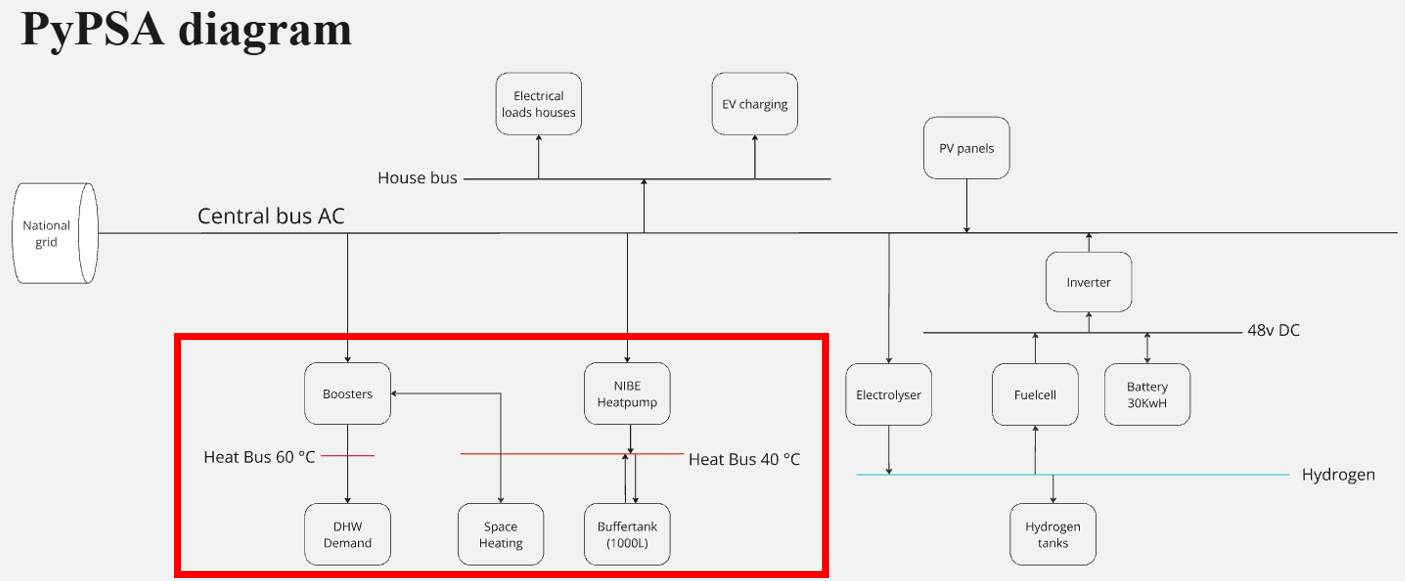 PyPSA diagram
Electrical
loads houses
EV charging
PV panels
House bus
National
grid
Central bus AC
Inverter
48v DC
Boosters
NIBE
Heatpump
Electrolyser
Fuelcell
Battery
30KwH
Heat Bus 60 °C
Heat Bus 40 °C
Hydrogen
DHW
Demand
Space
Heating
Buffertank
(1000L)
Hydrogen
tanks